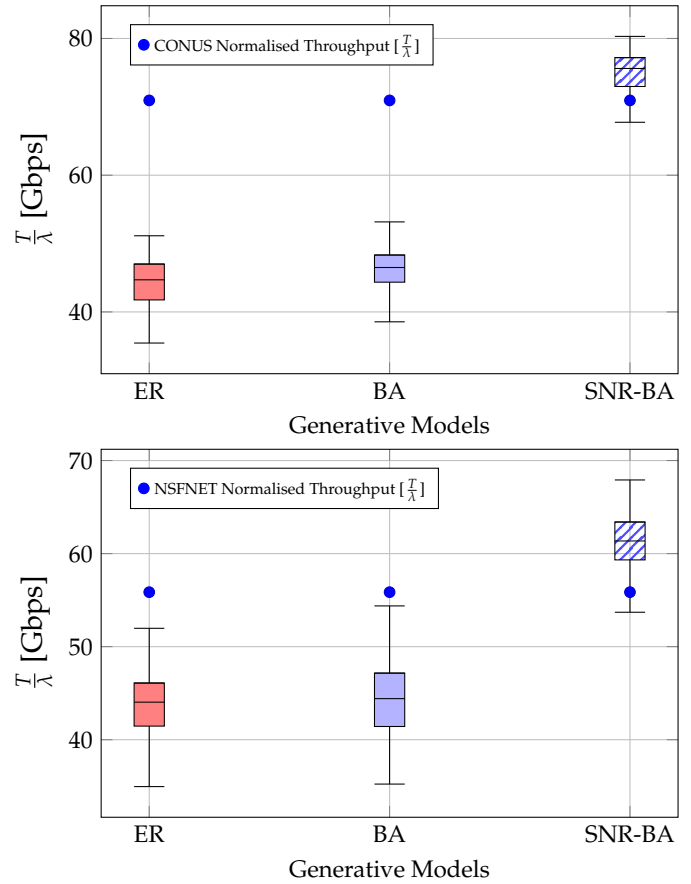 CONUS Normalised Throughput [T/λ]
80
60
40
T/λ [Gbps]
ER BA SNR-BA
Generative Models
NSFNET Normalised Throughput [T/λ]
70
60
50
40
T/λ [Gbps]
ER BA SNR-BA
Generative Models